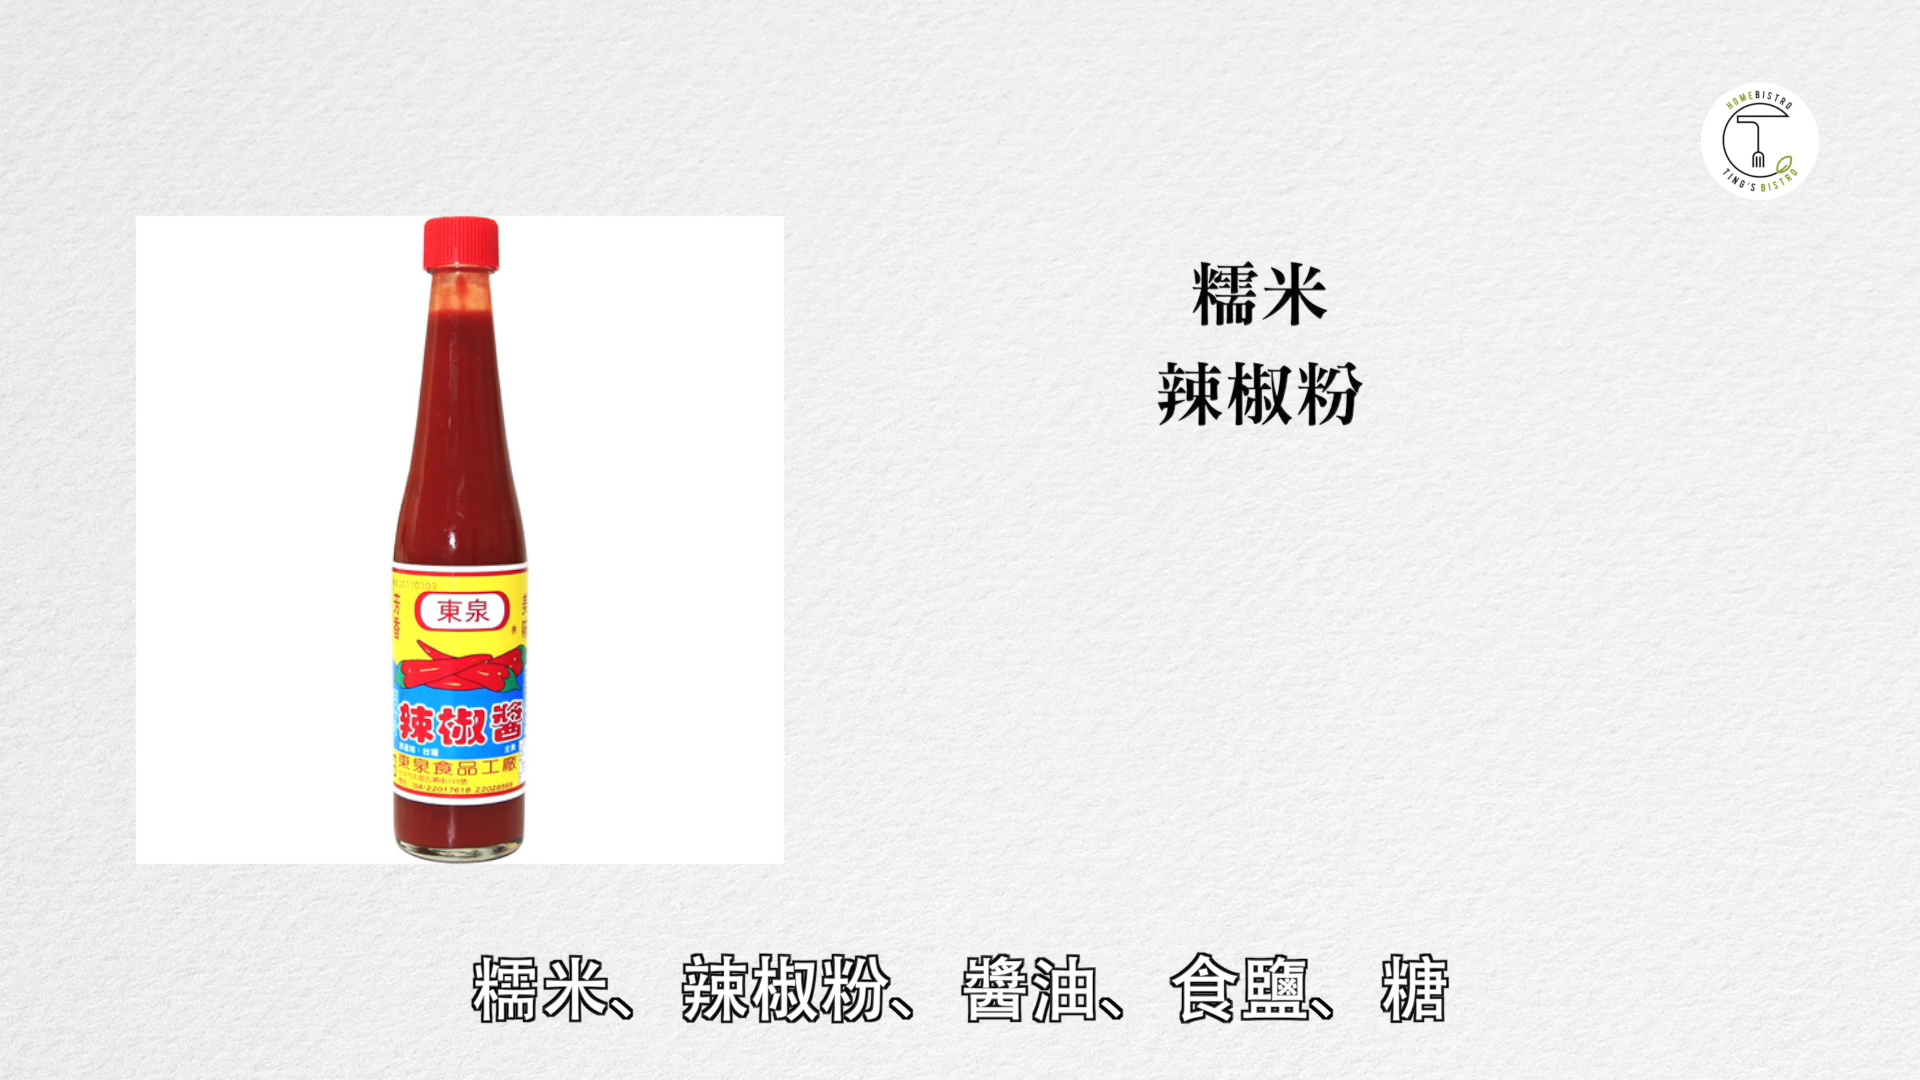 HOMEBISTRO
TING'S BISTRO
糯米
辣椒粉
東泉
辣椒醬
東泉食品工廠
糯米、辣椒粉、醬油、食鹽、糖